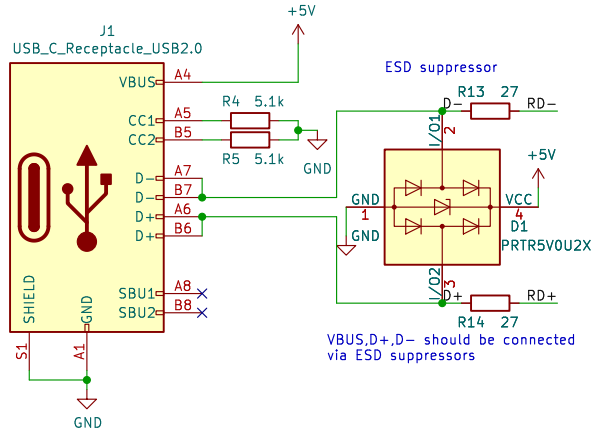 +5V
J1
USB_C_Receptacle_USB2.0
VBUS A4
CC1 A5
CC2 B5
R4 5.1k
R5 5.1k
GND
D- A7
D- B7
D+ A6
D+ B6
SBU1 A8
SBU2 B8
SHIELD
GND
S1
A1
GND
ESD suppressor
D-
R13 27
RD-
I/O1
2
+5V
GND
1
VCC
4
GND
D1
PRTR5V0U2X
I/O2
3
D+
R14 27
RD+
VBUS,D+,D- should be connected
via ESD suppressors